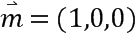 m⃗ = (1,0,0)